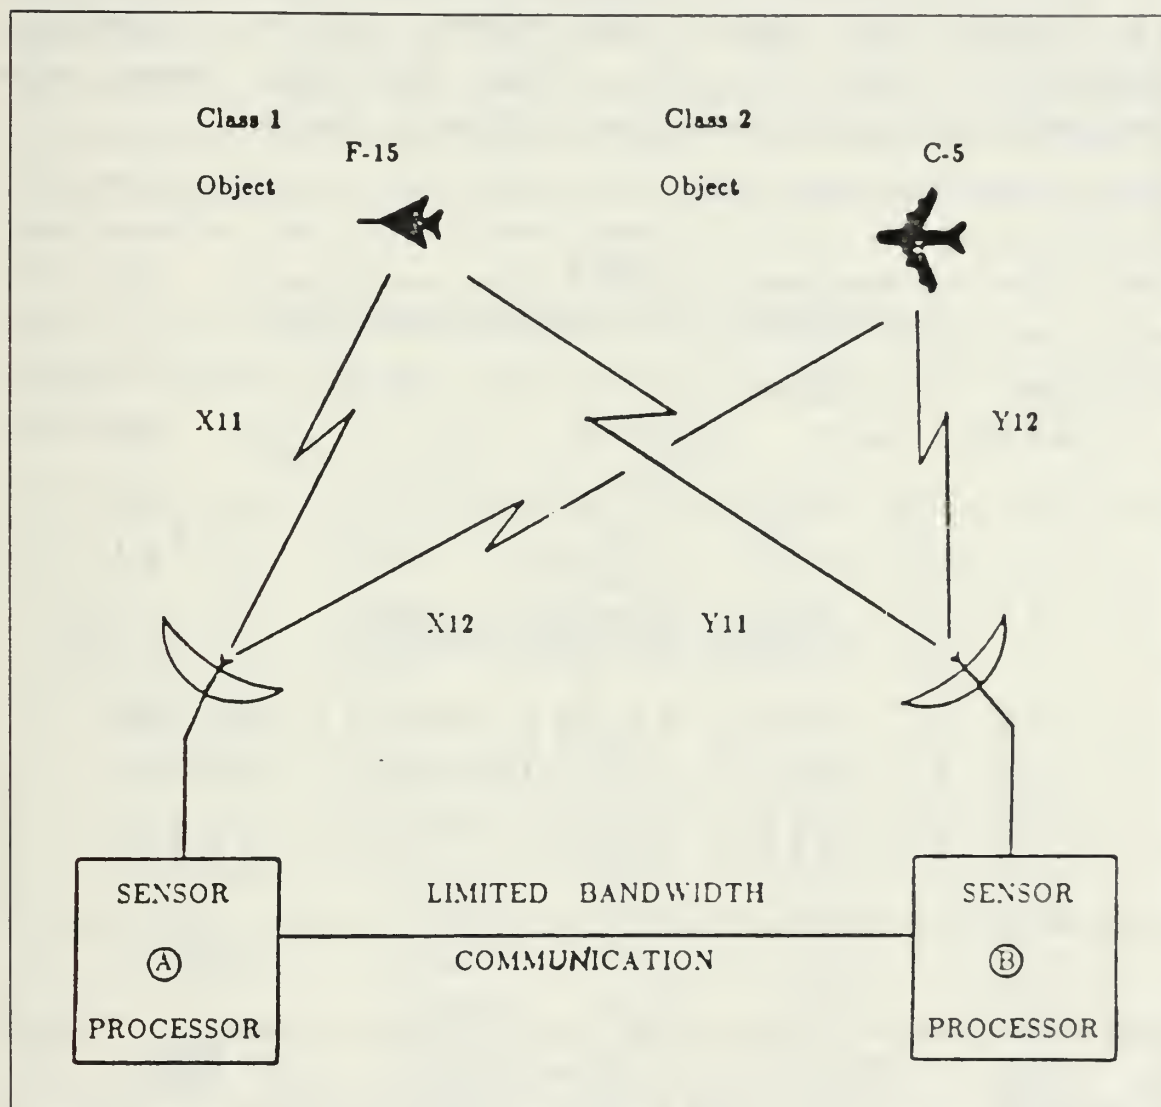 Class 1
F-15
Object
Class 2
C-5
Object
X11
Y12
X12
Y11
SENSOR
A
PROCESSOR
LIMITED BANDWIDTH
COMMUNICATION
SENSOR
B
PROCESSOR